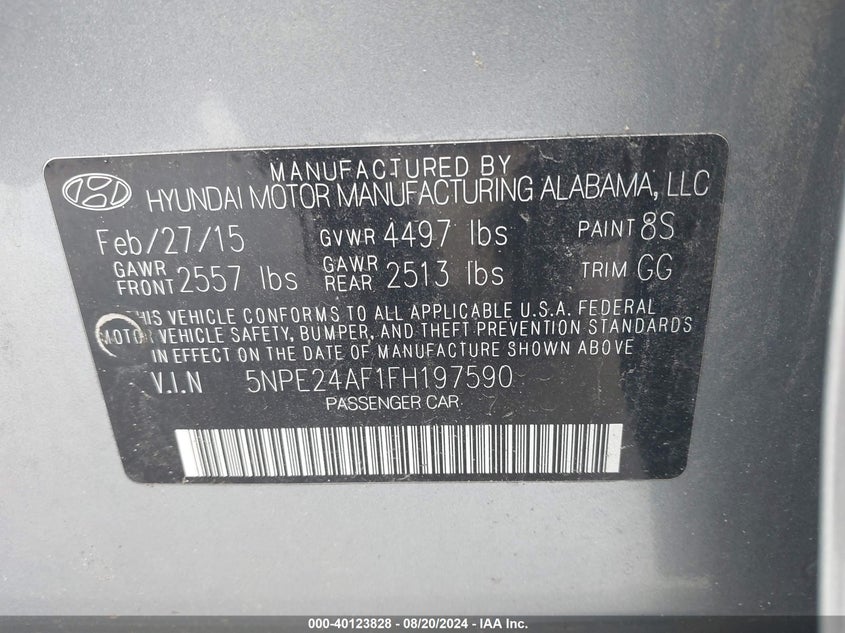 MANUFACTURED BY
HYUNDAI MOTOR MANUFACTURING ALABAMA, LLC
Feb/27/15 GVWR 4497 lbs PAINT 8S
GAWR FRONT 2557 lbs GAWR REAR 2513 lbs TRIM GG
THIS VEHICLE CONFORMS TO ALL APPLICABLE U.S.A. FEDERAL
MOTOR VEHICLE SAFETY, BUMPER, AND THEFT PREVENTION STANDARDS
IN EFFECT ON THE DATE OF MANUFACTURE SHOWN ABOVE
V.I.N 5NPE24AF1FH197590
PASSENGER CAR
000-40123828 - 08/20/2024 - IAA Inc.